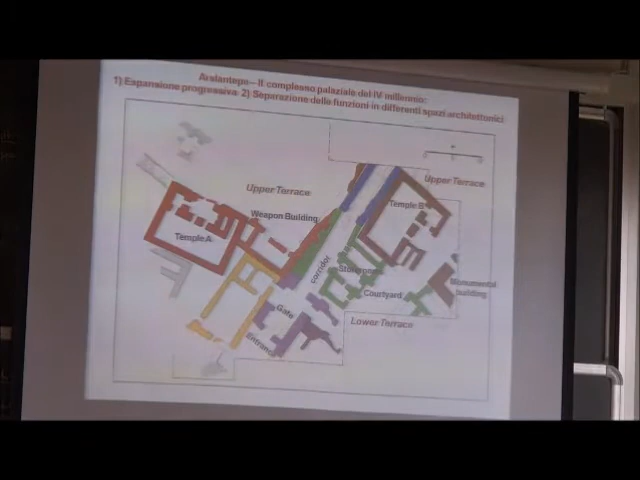 Arslantepe – Il complesso palaziale del IV millennio:
1) Espansione progressiva 2) Separazione delle funzioni in differenti spazi architettonici
Upper Terrace
Upper Terrace
Weapon Building
Temple B
Temple A
corridor
Storeroom
Courtyard
Monumental
building
Gate
Lower Terrace
Entrance